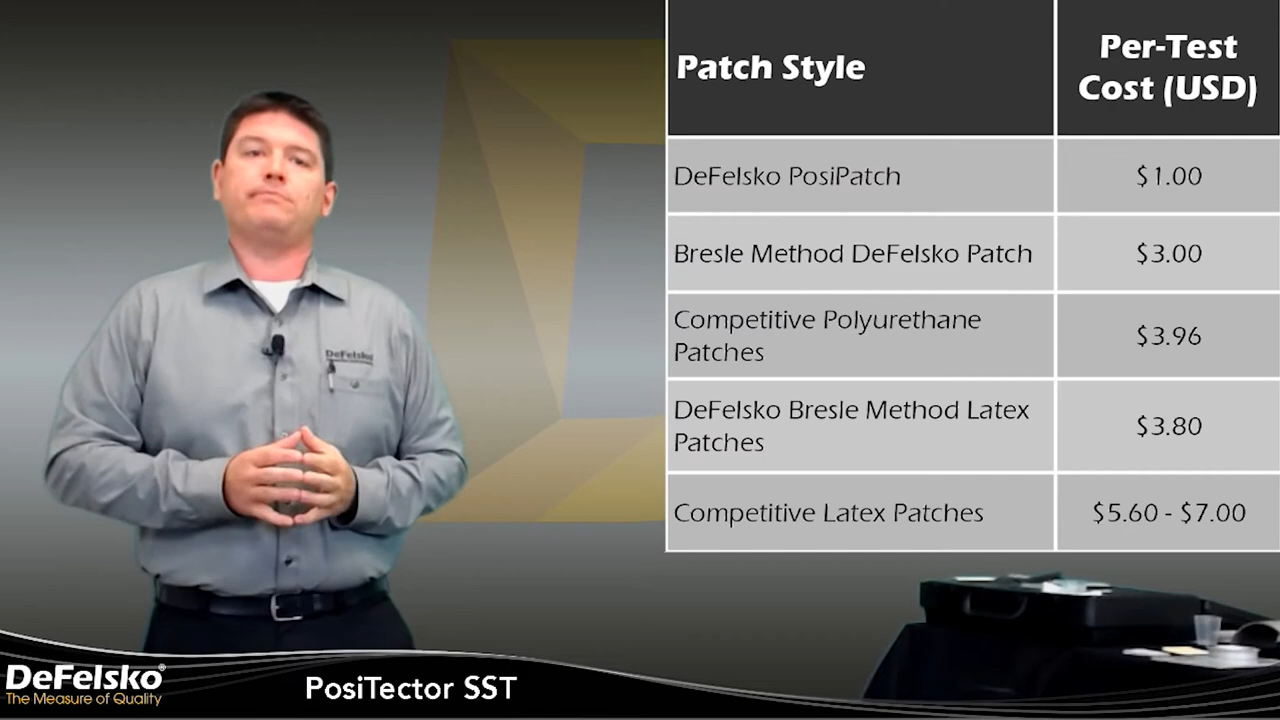 Patch Style
Per-Test
Cost (USD)
DeFelsko PosiPatch
$1.00
Bresle Method DeFelsko Patch
$3.00
Competitive Polyurethane
Patches
$3.96
DeFelsko Bresle Method Latex
Patches
$3.80
Competitive Latex Patches
$5.60 - $7.00
DeFelsko
DeFelsko®
The Measure of Quality
PosiTector SST